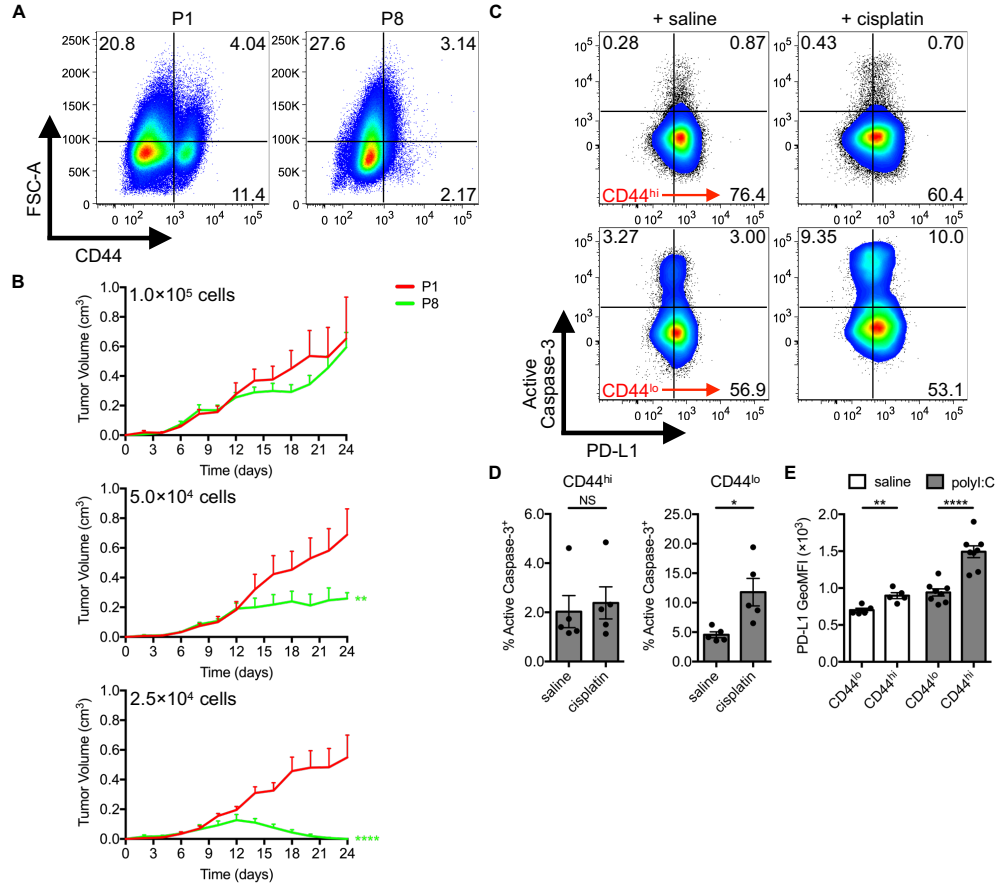 A
P1
P8
20.8
4.04
27.6
3.14
250K
200K
150K
100K
50K
0
11.4
2.17
0 10² 10³ 10⁴ 10⁵
0 10² 10³ 10⁴ 10⁵
FSC-A
CD44
B
1.0×10⁵ cells
P1
P8
Tumor Volume (cm³)
1.0
0.8
0.6
0.4
0.2
0.0
0 3 6 9 12 15 18 21 24
Time (days)
5.0×10⁴ cells
Tumor Volume (cm³)
1.0
0.8
0.6
0.4
0.2
0.0
**
0 3 6 9 12 15 18 21 24
Time (days)
2.5×10⁴ cells
Tumor Volume (cm³)
1.0
0.8
0.6
0.4
0.2
0.0
****
0 3 6 9 12 15 18 21 24
Time (days)
C
+ saline
+ cisplatin
0.28
0.87
0.43
0.70
10⁵
10⁴
10³
0
10⁵
10⁴
10³
0
CD44ʰⁱ
76.4
60.4
0 10² 10³ 10⁴ 10⁵
0 10² 10³ 10⁴ 10⁵
3.27
3.00
9.35
10.0
10⁵
10⁴
10³
0
10⁵
10⁴
10³
0
CD44ˡᵒ
56.9
53.1
0 10² 10³ 10⁴ 10⁵
0 10² 10³ 10⁴ 10⁵
Active
Caspase-3
PD-L1
D
CD44ʰⁱ
NS
% Active Caspase-3⁺
6.0
4.0
2.0
0.0
saline
cisplatin
CD44ˡᵒ
*
% Active Caspase-3⁺
25
20
15
10
5.0
0.0
saline
cisplatin
E
saline
polyI:C
**
****
PD-L1 GeoMFI (×10³)
2.0
1.5
1.0
0.5
0.0
CD44ˡᵒ
CD44ʰⁱ
CD44ˡᵒ
CD44ʰⁱ